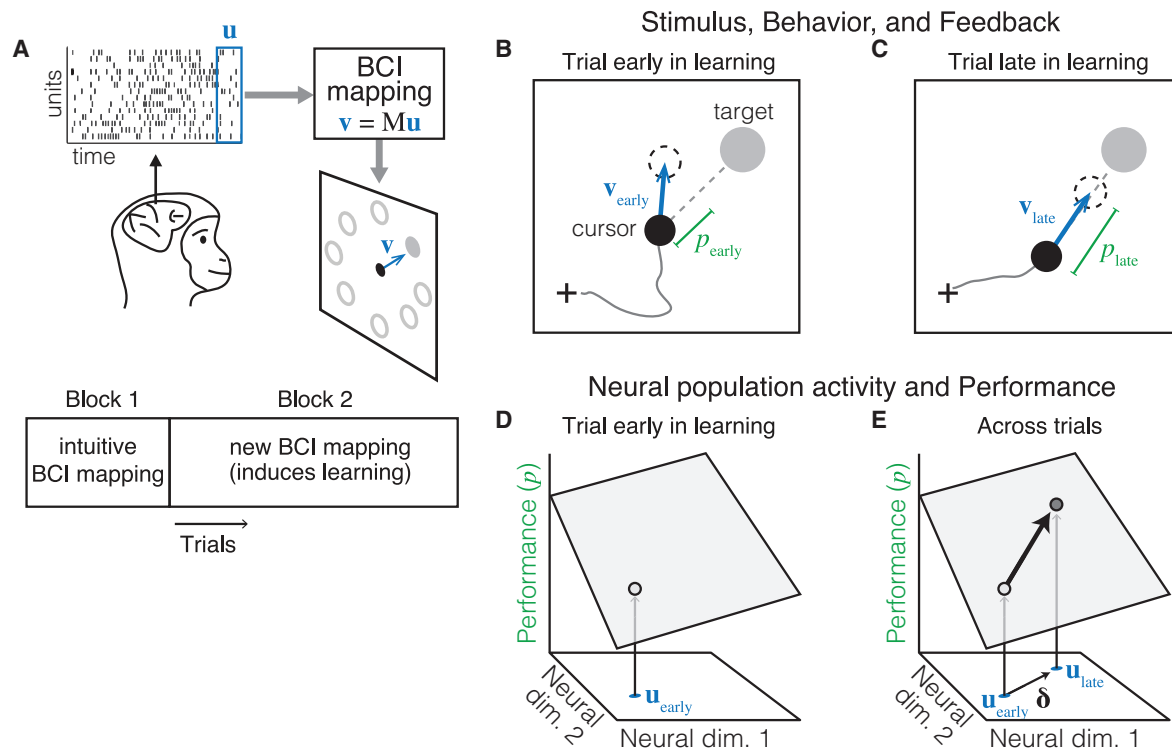 Stimulus, Behavior, and Feedback
A
u
units
time
BCI
mapping
v = Mu
v
Block 1
Block 2
intuitive
BCI mapping
new BCI mapping
(induces learning)
Trials
B
Trial early in learning
target
v early
cursor
p early
+
C
Trial late in learning
v late
p late
+
Neural population activity and Performance
D
Trial early in learning
Performance (p)
Neural
dim. 2
u early
Neural dim. 1
E
Across trials
Performance (p)
Neural
dim. 2
u early
δ
u late
Neural dim. 1